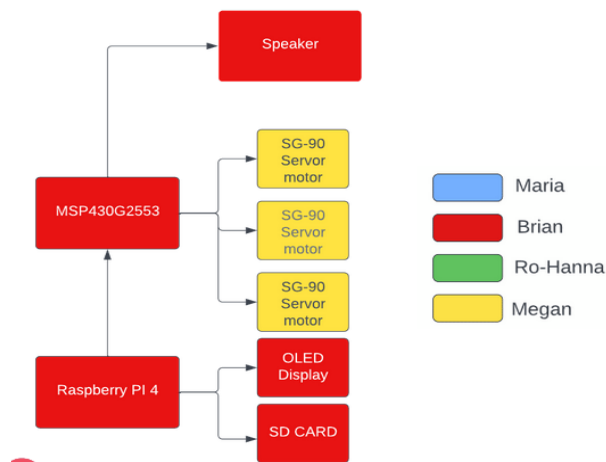 Speaker
SG-90
Servor
motor
MSP430G2553
SG-90
Servor
motor
SG-90
Servor
motor
Raspberry PI 4
OLED
Display
SD CARD
Maria
Brian
Ro-Hanna
Megan